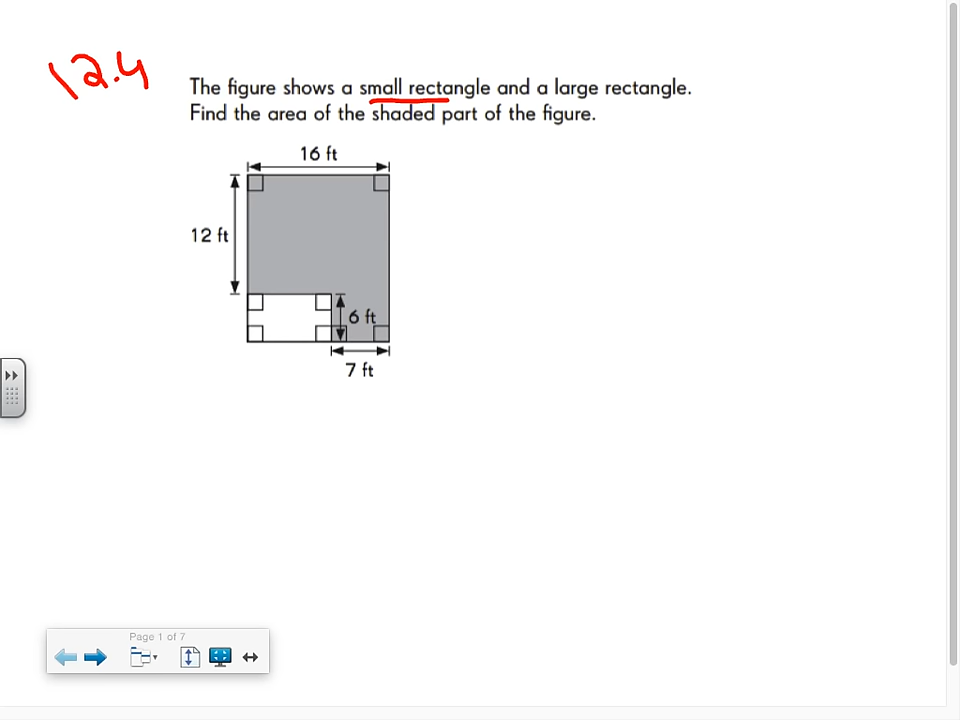 12.4
The figure shows a small rectangle and a large rectangle.
Find the area of the shaded part of the figure.
16 ft
12 ft
6 ft
7 ft
Page 1 of 7